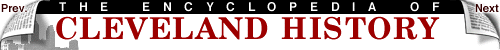 Prev. THE ENCYCLOPEDIA OF Next
CLEVELAND HISTORY